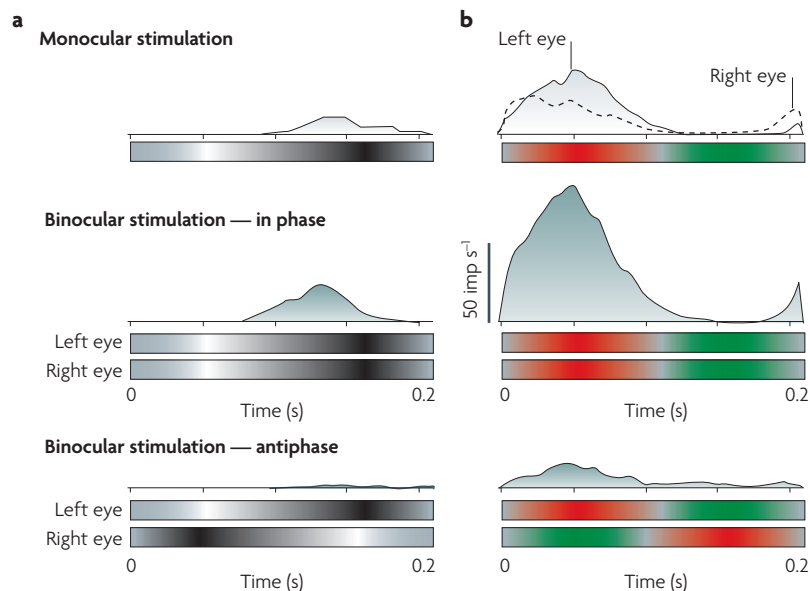 a
Monocular stimulation
b
Left eye
Right eye
Binocular stimulation — in phase
50 imp s⁻¹
Left eye
Right eye
0 0.2
Time (s)
0 0.2
Time (s)
Binocular stimulation — antiphase
Left eye
Right eye
0 0.2
Time (s)
0 0.2
Time (s)